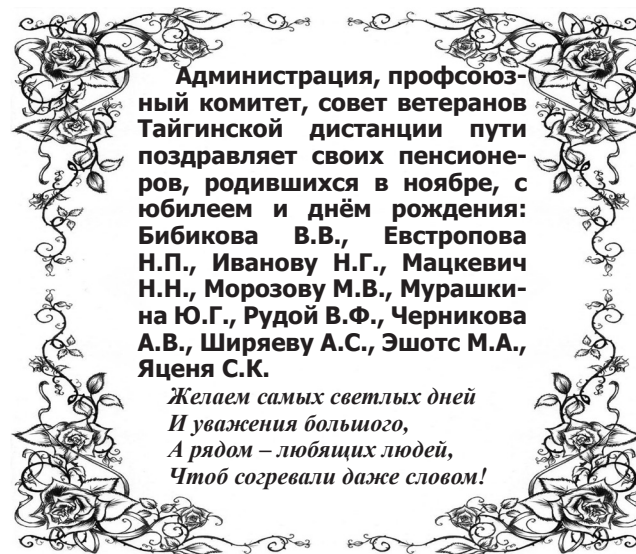 Администрация, профсоюз-
ный комитет, совет ветеранов
Тайгинской дистанции пути
поздравляет своих пенсионе-
ров, родившихся в ноябре, с
юбилеем и днём рождения:
Бибикова В.В., Евстропова
Н.П., Иванову Н.Г., Мацкевич
Н.Н., Морозову М.В., Мурашки-
на Ю.Г., Рудой В.Ф., Черникова
А.В., Ширяеву А.С., Эшотс М.А.,
Яценя С.К.
Желаем самых светлых дней
И уважения большого,
А рядом – любящих людей,
Чтоб согревали даже словом!